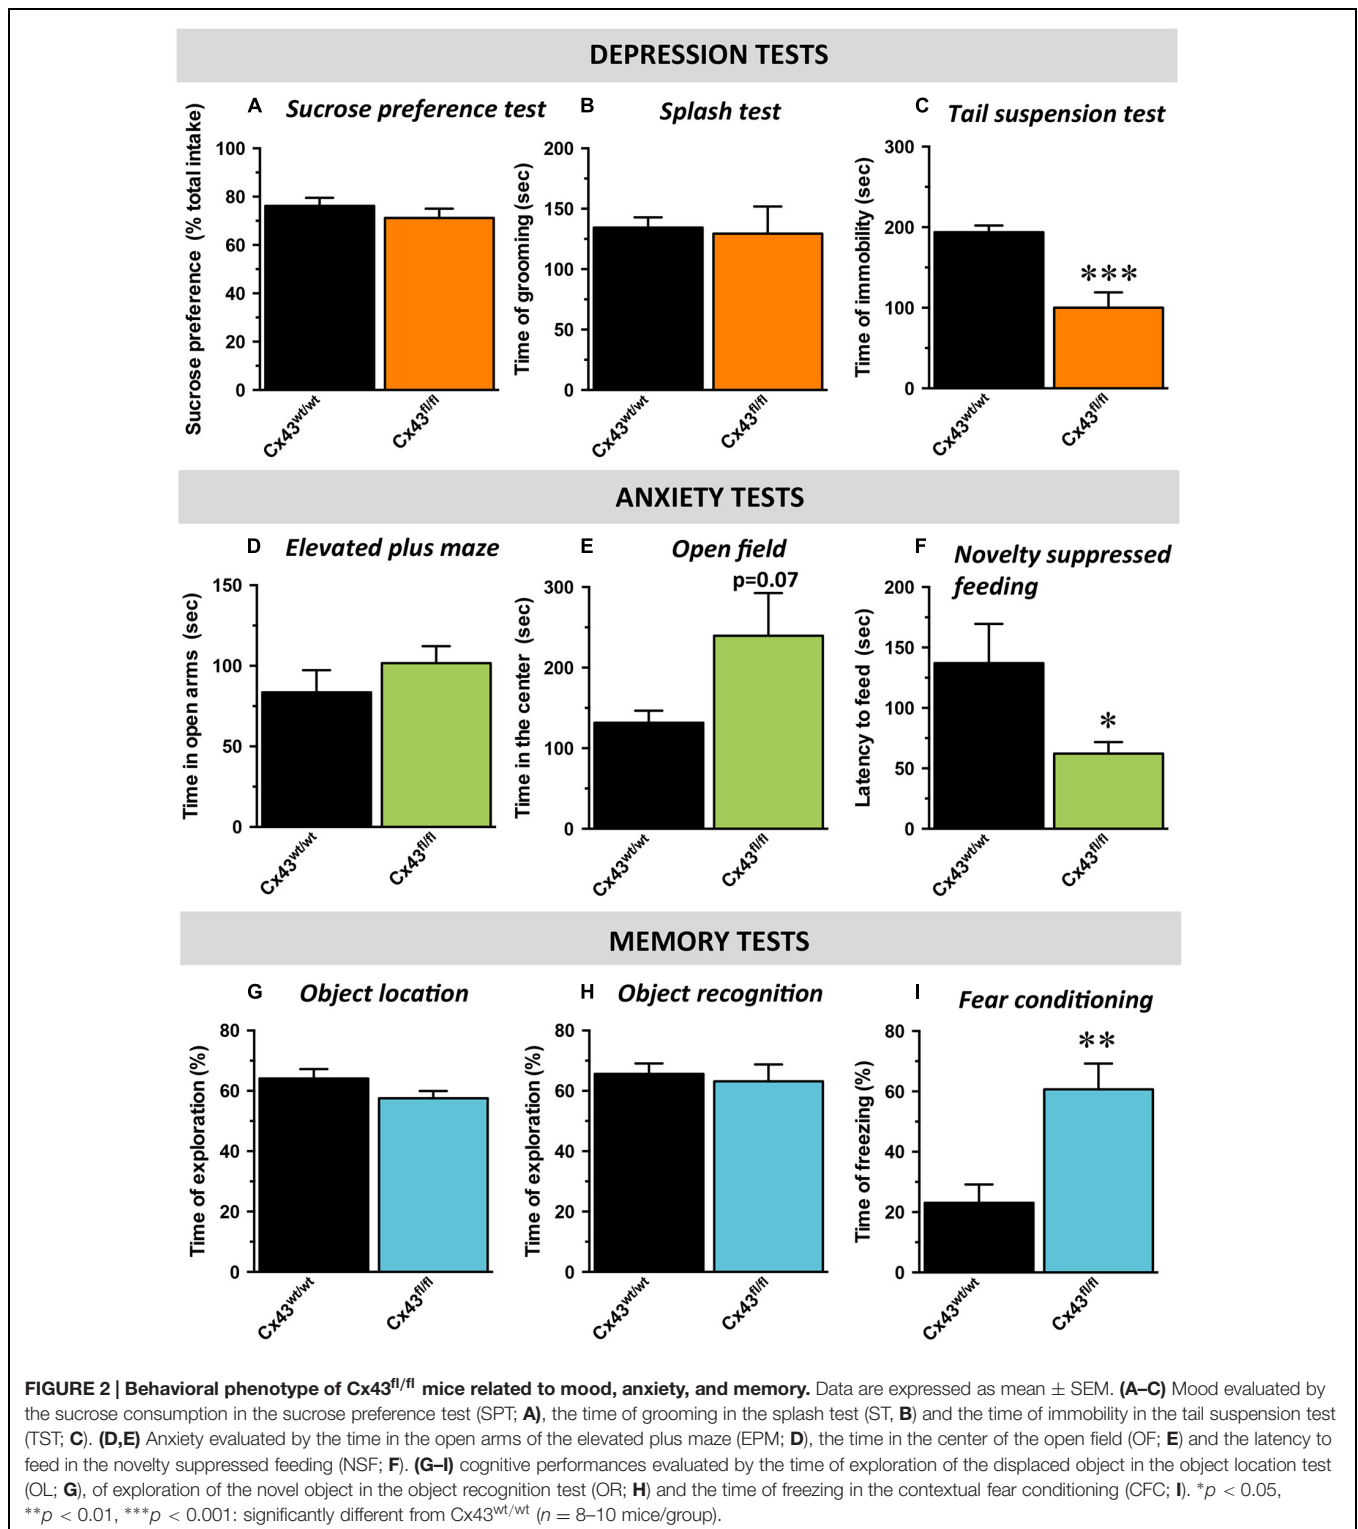 DEPRESSION TESTS
A Sucrose preference test
Sucrose preference (% total intake)
100
80
60
40
20
0
Cx43wt/wt
Cx43fl/fl
B Splash test
Time of grooming (sec)
200
150
100
50
0
Cx43wt/wt
Cx43fl/fl
C Tail suspension test
Time of immobility (sec)
300
200
100
0
***
Cx43wt/wt
Cx43fl/fl
ANXIETY TESTS
D Elevated plus maze
Time in open arms (sec)
150
100
50
0
Cx43wt/wt
Cx43fl/fl
E Open field
p=0.07
Time in the center (sec)
300
200
100
0
Cx43wt/wt
Cx43fl/fl
F Novelty suppressed
feeding
Latency to feed (sec)
200
150
100
50
0
*
Cx43wt/wt
Cx43fl/fl
MEMORY TESTS
G Object location
Time of exploration (%)
80
60
40
20
0
Cx43wt/wt
Cx43fl/fl
H Object recognition
Time of exploration (%)
80
60
40
20
0
Cx43wt/wt
Cx43fl/fl
I Fear conditioning
Time of freezing (%)
80
60
40
20
0
**
Cx43wt/wt
Cx43fl/fl
FIGURE 2 | Behavioral phenotype of Cx43fl/fl mice related to mood, anxiety, and memory. Data are expressed as mean ± SEM. (A–C) Mood evaluated by
the sucrose consumption in the sucrose preference test (SPT; A), the time of grooming in the splash test (ST, B) and the time of immobility in the tail suspension test
(TST; C). (D,E) Anxiety evaluated by the time in the open arms of the elevated plus maze (EPM; D), the time in the center of the open field (OF; E) and the latency to
feed in the novelty suppressed feeding (NSF; F). (G–I) cognitive performances evaluated by the time of exploration of the displaced object in the object location test
(OL; G), of exploration of the novel object in the object recognition test (OR; H) and the time of freezing in the contextual fear conditioning (CFC; I). *p < 0.05,
**p < 0.01, ***p < 0.001: significantly different from Cx43wt/wt (n = 8–10 mice/group).